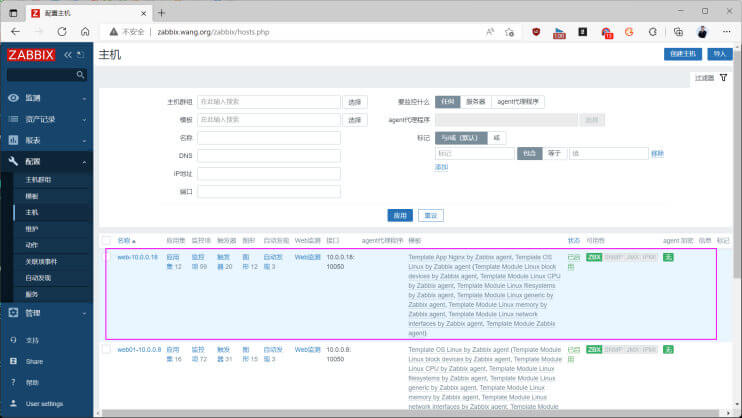 配置主机
不安全 | zabbix.wang.org/zabbix/hosts.php
ZABBIX
主机
创建主机
导入
过滤器
监测
资产记录
报表
配置
主机群组
模板
主机
维护
动作
关联项事件
自动发现
服务
管理
支持
Share
帮助
User settings
主机群组 在此输入搜索 选择
模板 在此输入搜索 选择
名称
DNS
IP地址
端口
要监控什么 任何 服务器 agent代理程序
agent代理程序 选择
标记 与/或（默认） 或
标记 包含 等于 值 移除
添加
应用 重设
名称 应用集 监控项 触发器 图形 自动发现 Web监测 接口 agent代理程序 模板 状态 可用性 agent 加密 信息 标记
应用集 12 监控项 59 触发器 20 图形 12 自动发现 3 Web监测 10.0.0.18: 10050
Template App Nginx by Zabbix agent, Template OS
Linux by Zabbix agent (Template Module Linux block
devices by Zabbix agent, Template Module Linux CPU
by Zabbix agent, Template Module Linux filesystems
by Zabbix agent, Template Module Linux generic by
Zabbix agent, Template Module Linux memory by
Zabbix agent, Template Module Linux network
interfaces by Zabbix agent, Template Module Zabbix
agent)
已启用 ZBX SNMP JMX IPMI 无
web01-10.0.0.8 应用集 16 监控项 72 触发器 31 图形 15 自动发现 3 Web监测 10.0.0.8: 10050
Template OS Linux by Zabbix agent (Template Module
Linux block devices by Zabbix agent, Template Module
Linux CPU by Zabbix agent, Template Module Linux
filesystems by Zabbix agent, Template Module Linux
generic by Zabbix agent, Template Module Linux
memory by Zabbix agent, Template Module Linux
network interfaces by Zabbix agent, Template Module
已启用 ZBX SNMP JMX IPMI 无